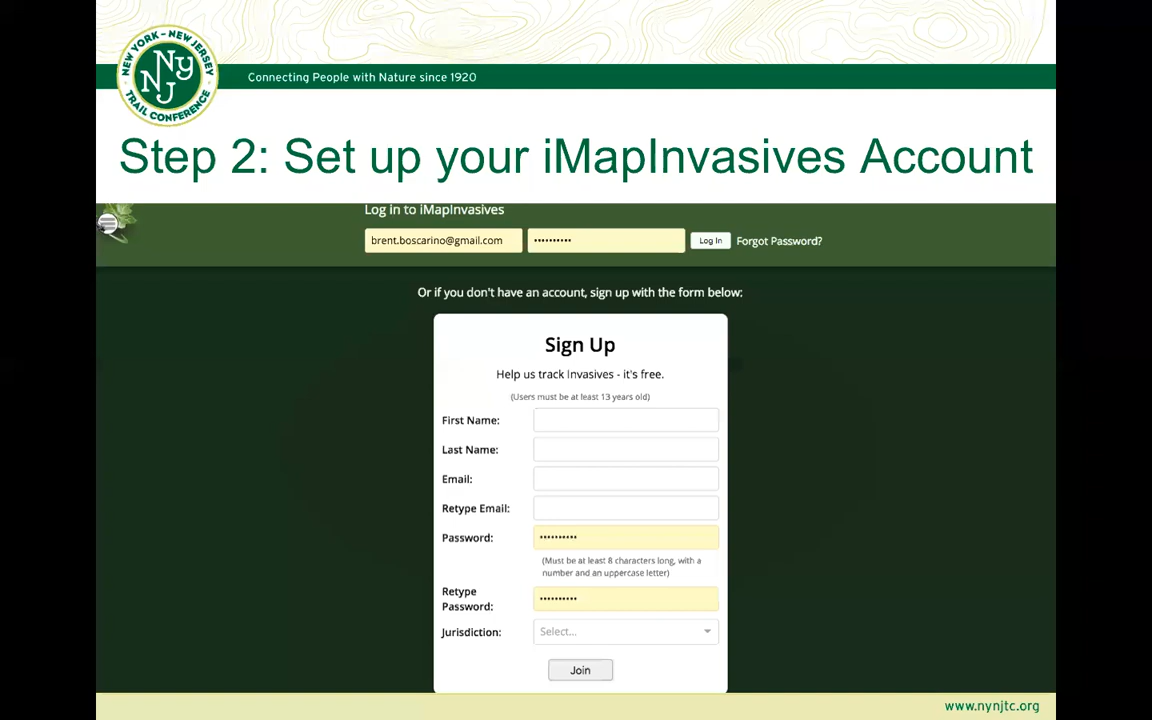 NEW YORK - NEW JERSEY
NY
NJ
TRAIL CONFERENCE
Connecting People with Nature since 1920
Step 2: Set up your iMapInvasives Account
Log in to iMapInvasives
brent.boscarino@gmail.com •••••••••• Log In Forgot Password?
Or if you don't have an account, sign up with the form below:
Sign Up
Help us track Invasives - it's free.
(Users must be at least 13 years old)
First Name:
Last Name:
Email:
Retype Email:
Password: ••••••••••
(Must be at least 8 characters long, with a
number and an uppercase letter)
Retype
Password: ••••••••••
Jurisdiction: Select...
Join
www.nynjtc.org